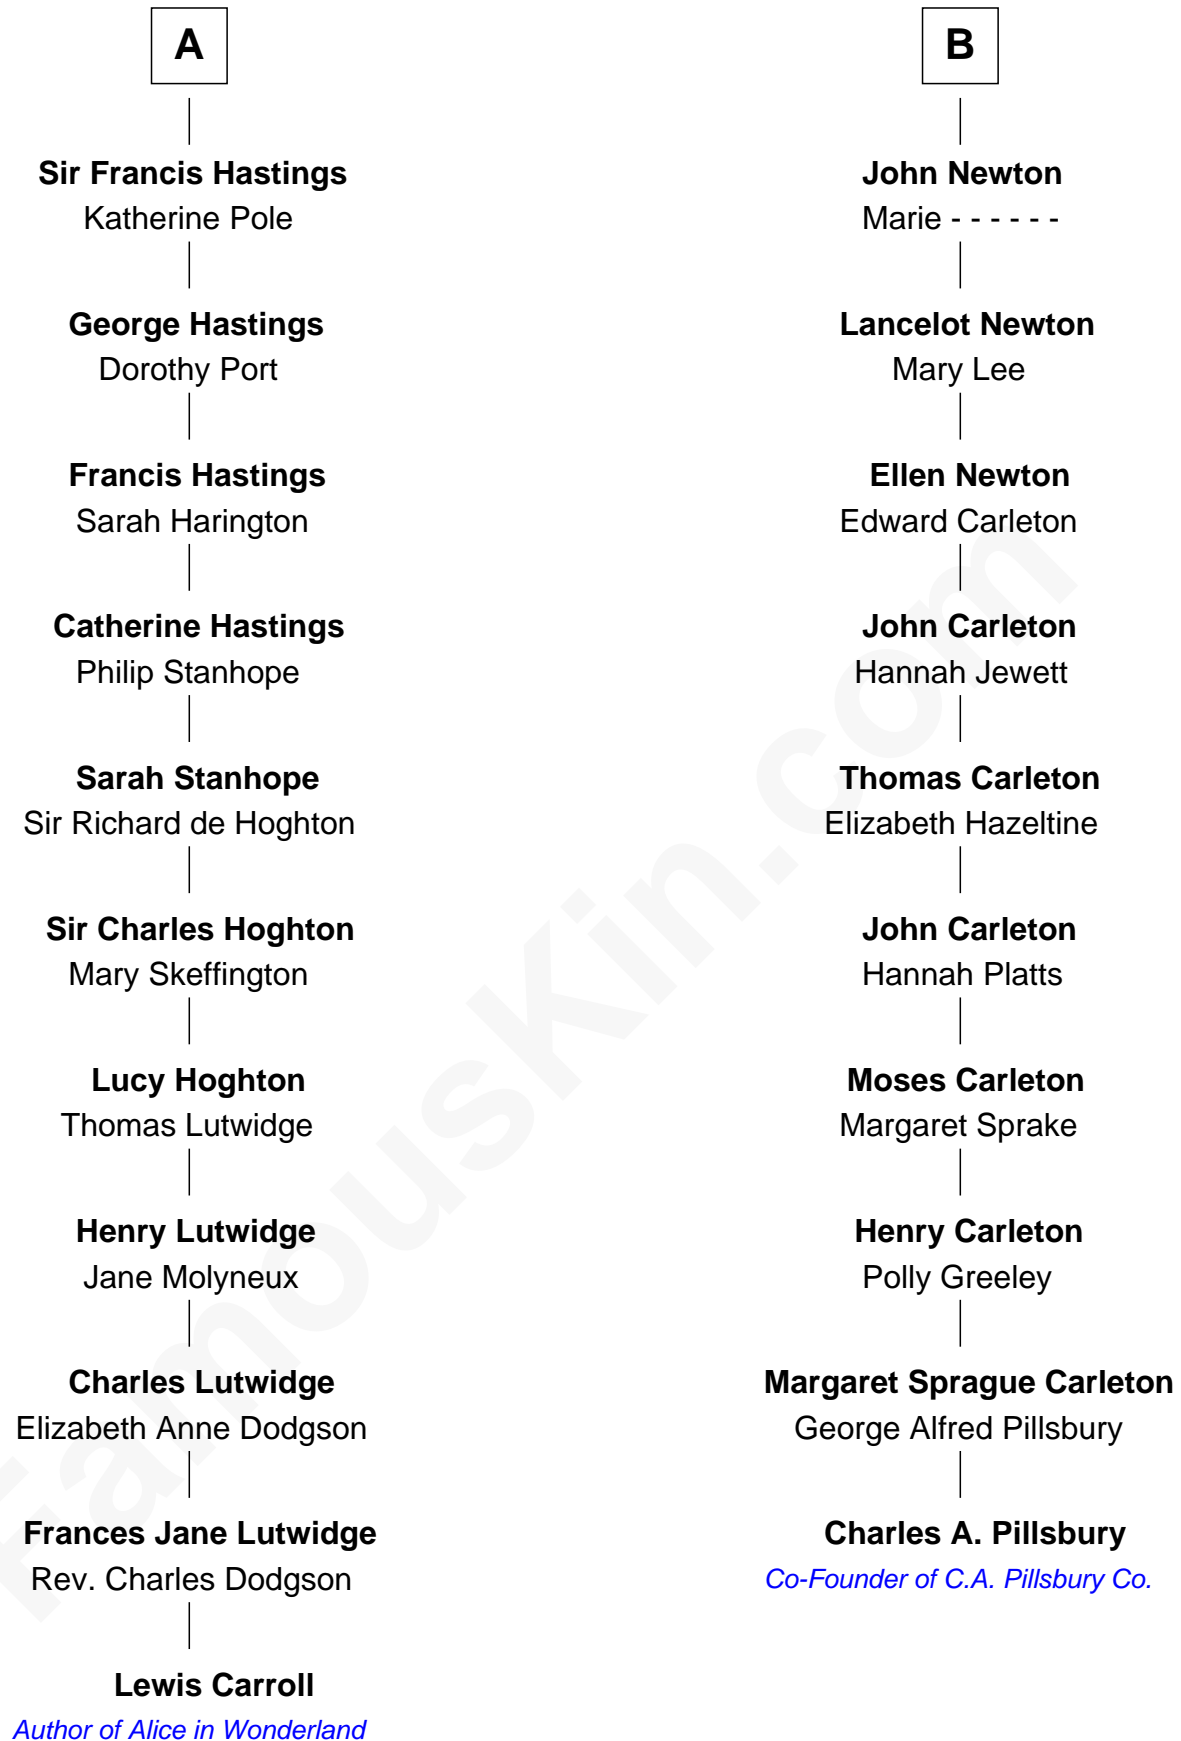 A
Sir Francis Hastings
Katherine Pole
George Hastings
Dorothy Port
Francis Hastings
Sarah Harington
Catherine Hastings
Philip Stanhope
Sarah Stanhope
Sir Richard de Hoghton
Sir Charles Hoghton
Mary Skeffington
Lucy Hoghton
Thomas Lutwidge
Henry Lutwidge
Jane Molyneux
Charles Lutwidge
Elizabeth Anne Dodgson
Frances Jane Lutwidge
Rev. Charles Dodgson
Lewis Carroll
Author of Alice in Wonderland
B
John Newton
Marie - - - - - -
Lancelot Newton
Mary Lee
Ellen Newton
Edward Carleton
John Carleton
Hannah Jewett
Thomas Carleton
Elizabeth Hazeltine
John Carleton
Hannah Platts
Moses Carleton
Margaret Sprake
Henry Carleton
Polly Greeley
Margaret Sprague Carleton
George Alfred Pillsbury
Charles A. Pillsbury
Co-Founder of C.A. Pillsbury Co.
FamousKin.com